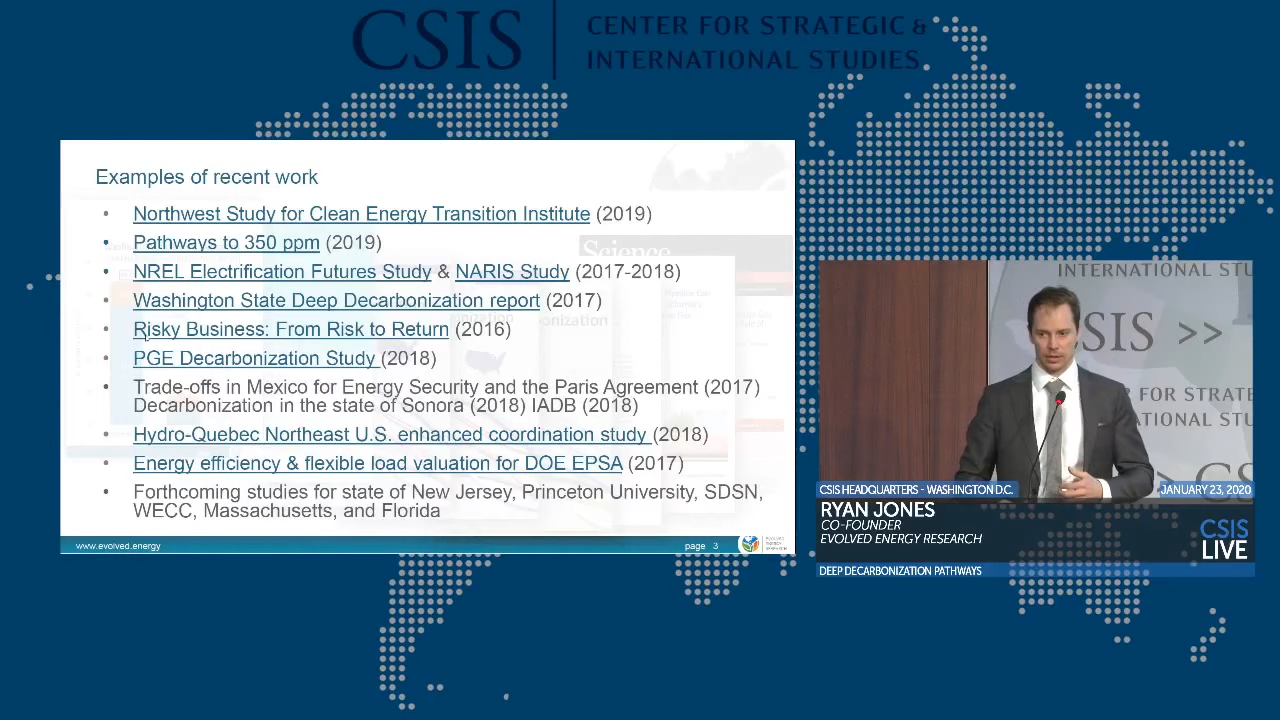 CSIS
CENTER FOR STRATEGIC &
INTERNATIONAL STUDIES
Examples of recent work
• Northwest Study for Clean Energy Transition Institute (2019)
• Pathways to 350 ppm (2019)
• NREL Electrification Futures Study & NARIS Study (2017-2018)
• Washington State Deep Decarbonization report (2017)
• Risky Business: From Risk to Return (2016)
• PGE Decarbonization Study (2018)
• Trade-offs in Mexico for Energy Security and the Paris Agreement (2017)
Decarbonization in the state of Sonora (2018) IADB (2018)
• Hydro-Quebec Northeast U.S. enhanced coordination study (2018)
• Energy efficiency & flexible load valuation for DOE EPSA (2017)
• Forthcoming studies for state of New Jersey, Princeton University, SDSN,
WECC, Massachusetts, and Florida
Science
www.evolved.energy
page 3
INTERNATIONAL STU
CSIS >>
R FOR STRATE
ATIONAL STU
> CS
CSIS HEADQUARTERS - WASHINGTON D.C.
JANUARY 23, 2020
RYAN JONES
CO-FOUNDER
EVOLVED ENERGY RESEARCH
CSIS
LIVE
DEEP DECARBONIZATION PATHWAYS